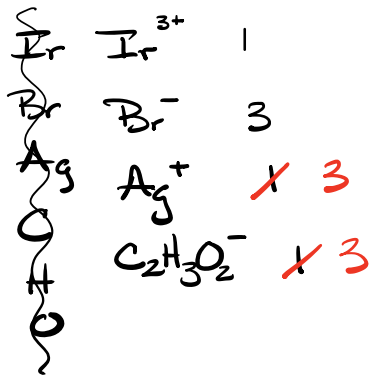 Ir Ir³⁺ 1
Br Br⁻ 3
Ag Ag⁺ 1 3
C C₂H₃O₂⁻ 1 3
H
O